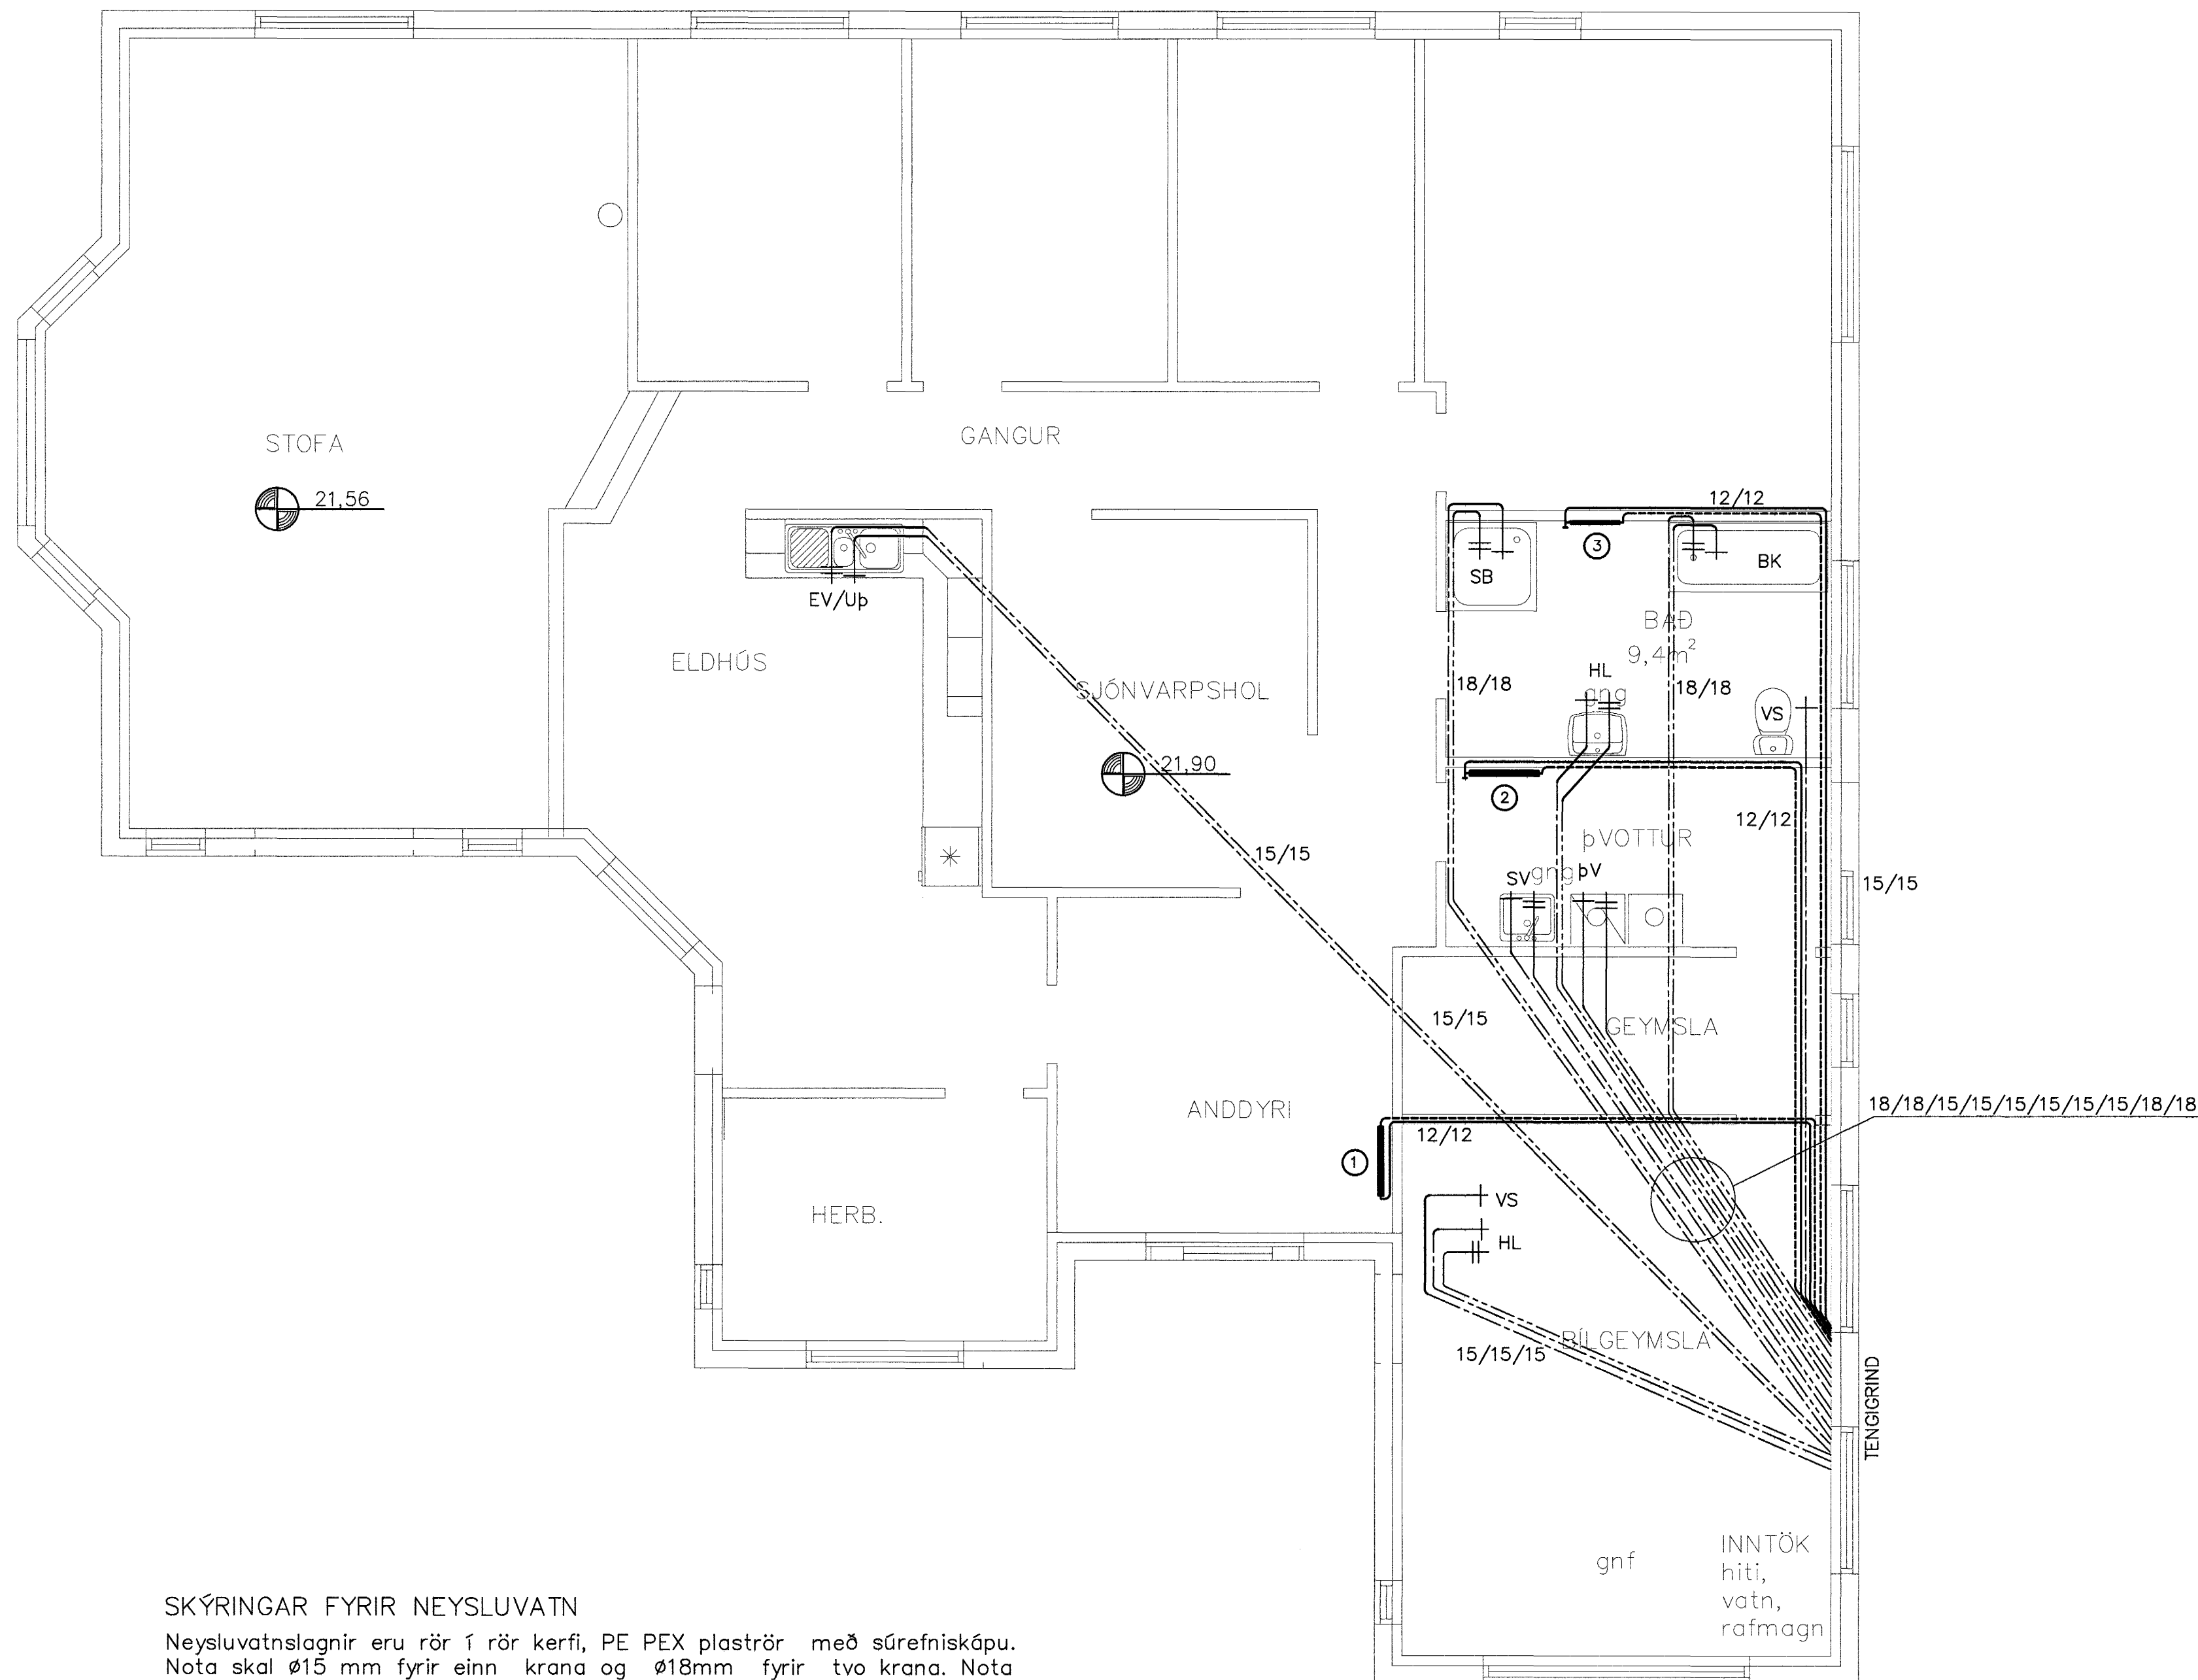 STOFA
21,56
GANGUR
12/12
3
SB
BK
EV/Uþ
BAÐ
9,4m²
ELDHÚS
HL
gng
SJÓNVARPSHOL
18/18
18/18
VS
21,90
2
12/12
ÞVOTTUR
15/15
15/15
SV
gng
ÞV
15/15
GEYMSLA
18/18/15/15/15/15/15/15/18/18
ANDDYRI
12/12
1
VS
HERB.
HL
BÍLGEYMSLA
15/15/15
TENGIGRIND
INNTÖK
hiti,
vatn,
rafmagn
gnf
SKÝRINGAR FYRIR NEYSLUVATN
Neysluvatnslagnir eru rör í rör kerfi, PE PEX plaströr með súrefniskápu.
Nota skal ø15 mm fyrir einn krana og ø18mm fyrir tvo krana. Nota